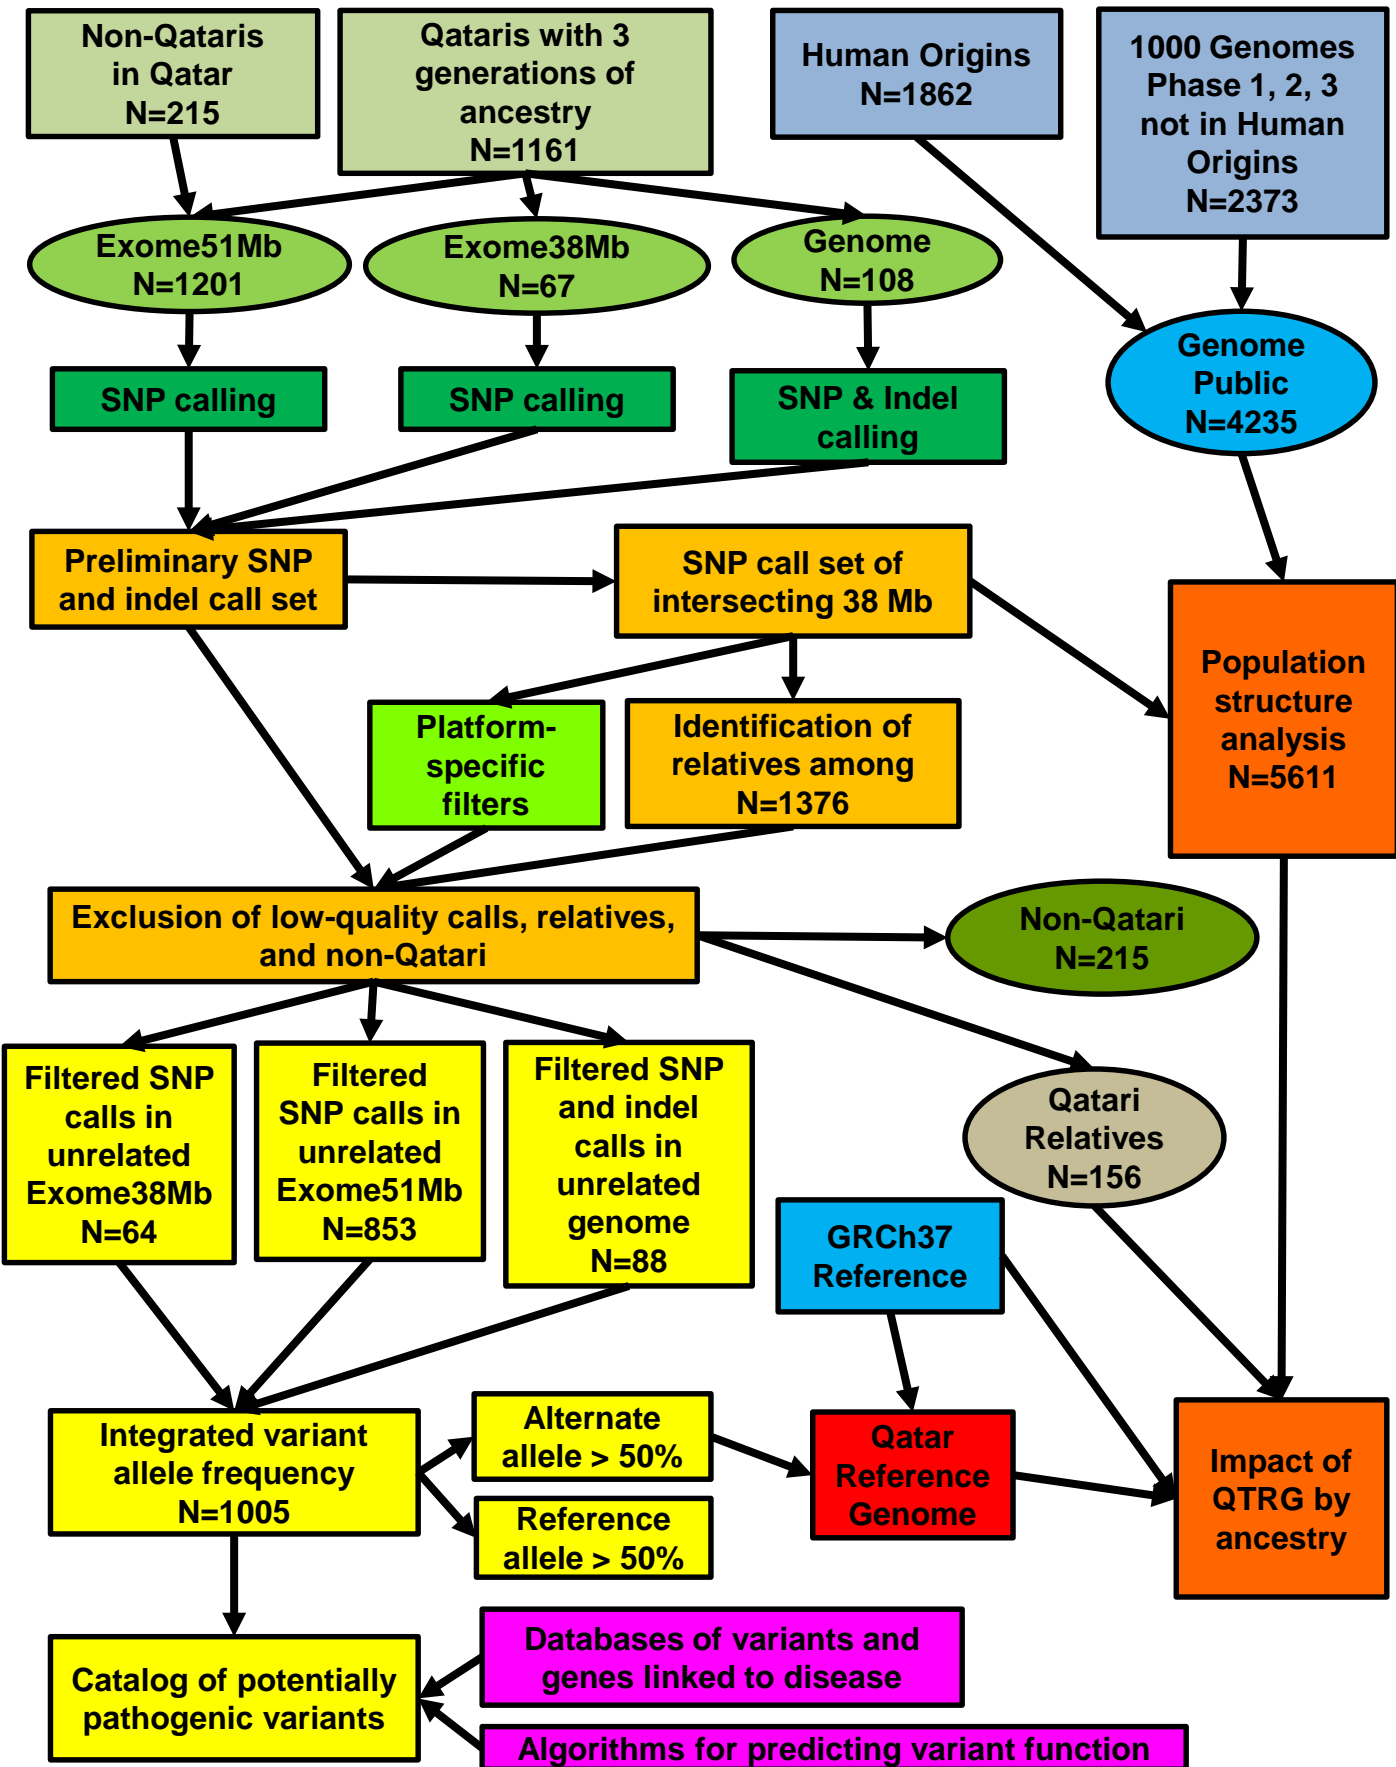 Non-Qataris
in Qatar
N=215
Qataris with 3
generations of
ancestry
N=1161
Human Origins
N=1862
1000 Genomes
Phase 1, 2, 3
not in Human
Origins
N=2373
Exome51Mb
N=1201
Exome38Mb
N=67
Genome
N=108
Genome
Public
N=4235
SNP calling
SNP calling
SNP & Indel
calling
Preliminary SNP
and indel call set
SNP call set of
intersecting 38 Mb
Population
structure
analysis
N=5611
Platform-
specific
filters
Identification of
relatives among
N=1376
Exclusion of low-quality calls, relatives,
and non-Qatari
Non-Qatari
N=215
Filtered SNP
calls in
unrelated
Exome38Mb
N=64
Filtered
SNP calls in
unrelated
Exome51Mb
N=853
Filtered SNP
and indel
calls in
unrelated
genome
N=88
Qatari
Relatives
N=156
GRCh37
Reference
Integrated variant
allele frequency
N=1005
Alternate
allele > 50%
Reference
allele > 50%
Qatar
Reference
Genome
Impact of
QTRG by
ancestry
Catalog of potentially
pathogenic variants
Databases of variants and
genes linked to disease
Algorithms for predicting variant function